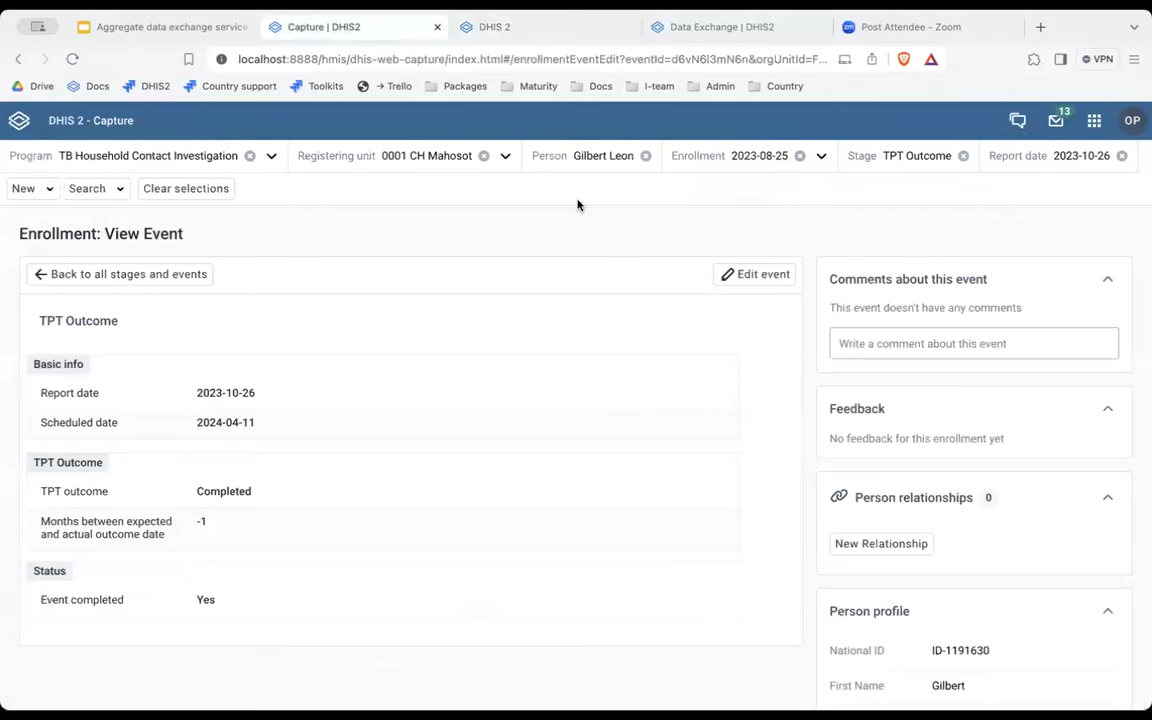 Aggregate data exchange service
Capture | DHIS2
DHIS 2
Data Exchange | DHIS2
zm
Post Attendee - Zoom
localhost:8888/hmis/dhis-web-capture/index.html#/enrollmentEventEdit?eventId=d6vN6l3mN6n&orgUnitId=F...
VPN
Drive
Docs
DHIS2
Country support
Toolkits
→ Trello
Packages
Maturity
Docs
I-team
Admin
Country
DHIS 2 - Capture
13
OP
Program TB Household Contact Investigation
Registering unit 0001 CH Mahosot
Person Gilbert Leon
Enrollment 2023-08-25
Stage TPT Outcome
Report date 2023-10-26
New
Search
Clear selections
Enrollment: View Event
Back to all stages and events
Edit event
TPT Outcome
Basic info
Report date 2023-10-26
Scheduled date 2024-04-11
TPT Outcome
TPT outcome Completed
Months between expected -1
and actual outcome date
Status
Event completed Yes
Comments about this event
This event doesn't have any comments
Write a comment about this event
Feedback
No feedback for this enrollment yet
Person relationships 0
New Relationship
Person profile
National ID ID-1191630
First Name Gilbert